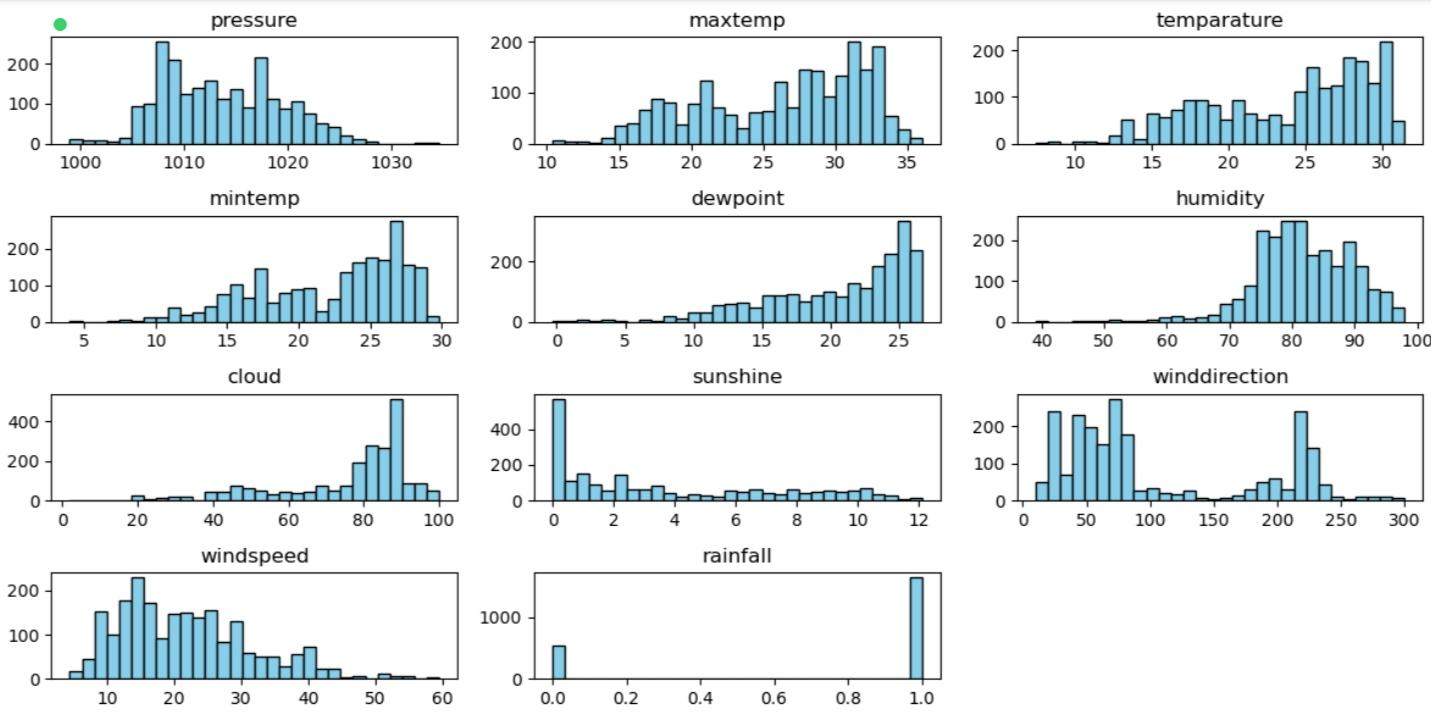 pressure maxtemp temparature
200 200 200
100 100 100
0 0 0
1000 1010 1020 1030 10 15 20 25 30 35 10 15 20 25 30
mintemp dewpoint humidity
200 200 200
100 100
0 0 0
5 10 15 20 25 30 0 5 10 15 20 25 40 50 60 70 80 90 100
cloud sunshine winddirection
400 400 200
200 200 100
0 0 0
0 20 40 60 80 100 0 2 4 6 8 10 12 0 50 100 150 200 250 300
windspeed rainfall
200 1000
100
0 0
10 20 30 40 50 60 0.0 0.2 0.4 0.6 0.8 1.0